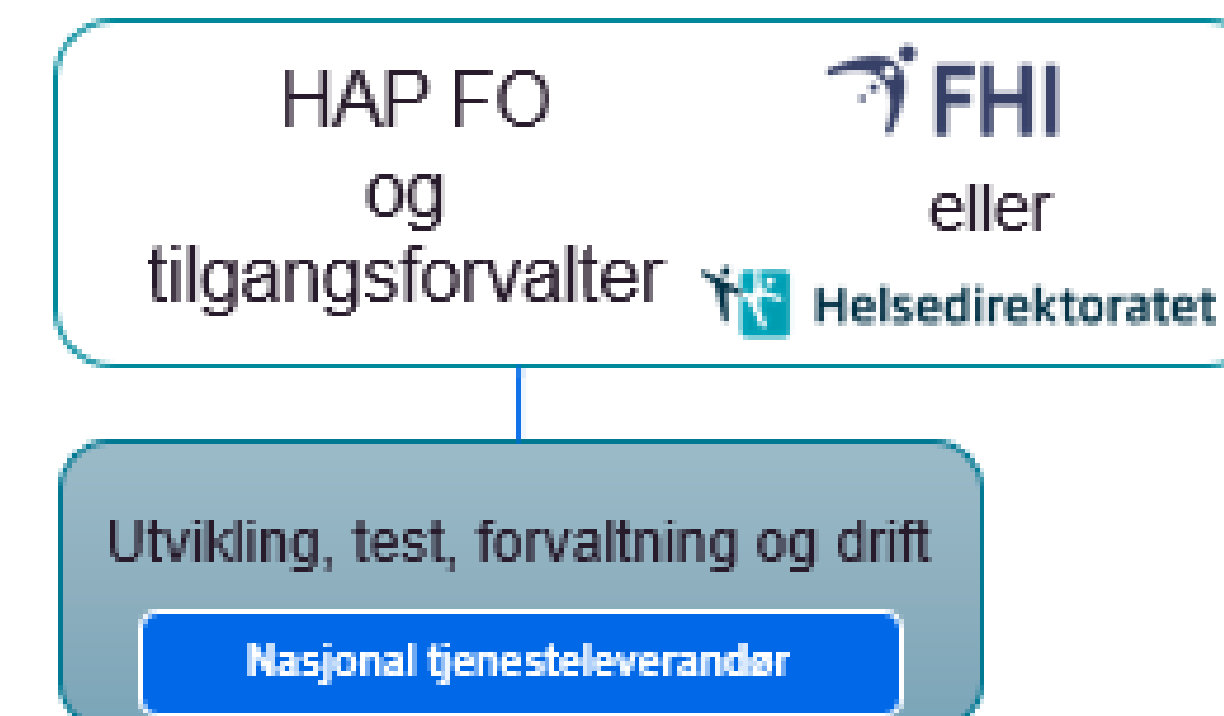 HAP FO
og
tilgangsforvalter
FHI
eller
Helsedirektoratet
Utvikling, test, forvaltning og drift
Nasjonal tjenesteleverandør